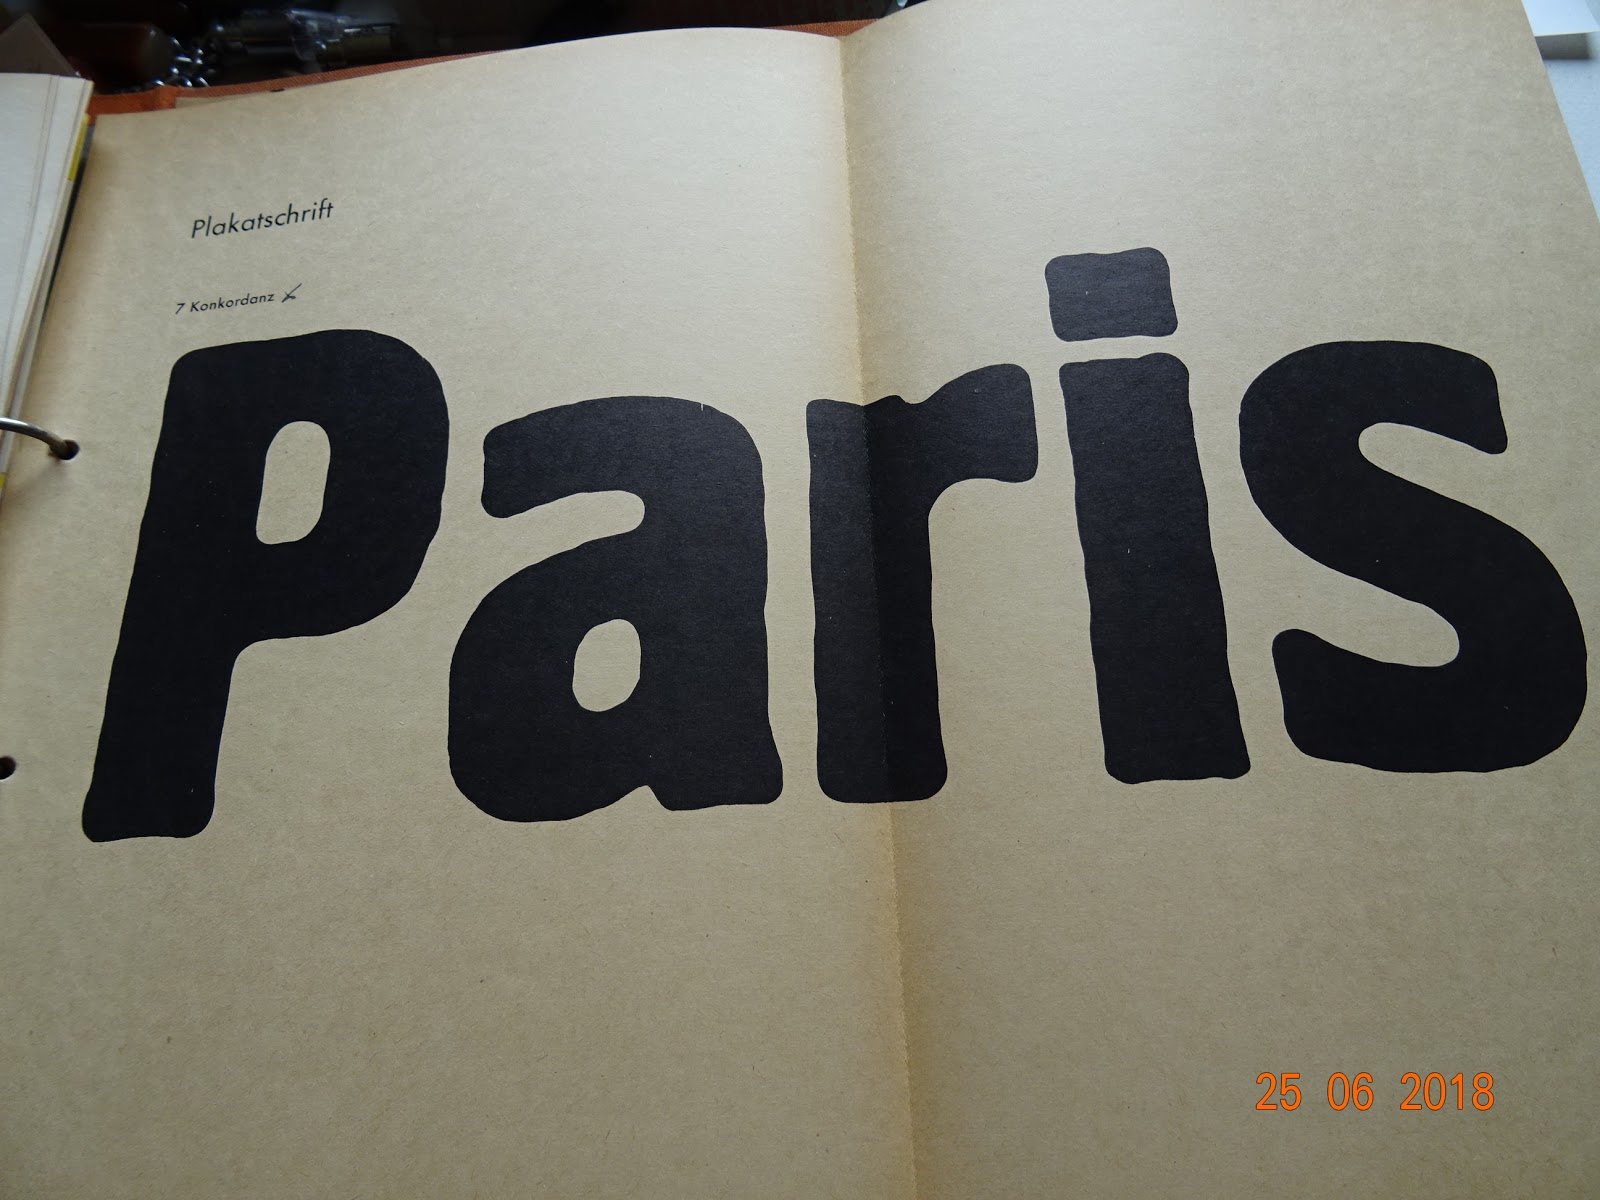 Plakatschrift
7 Konkordanz
Paris
25 06 2018